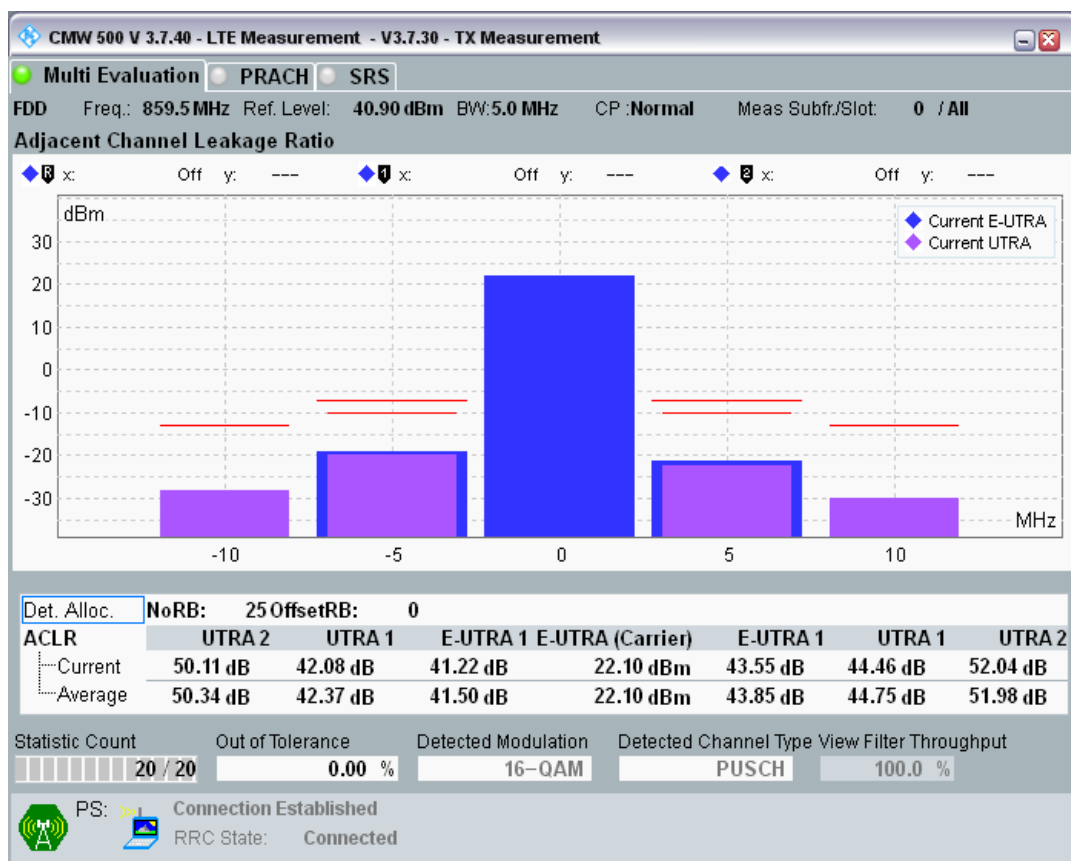 CMW 500 V 3.7.40 - LTE Measurement - V3.7.30 - TX Measurement
Multi Evaluation PRACH SRS
FDD Freq.: 859.5 MHz Ref. Level: 40.90 dBm BW:5.0 MHz CP :Normal Meas Subfr./Slot: 0 / All
Adjacent Channel Leakage Ratio
R x: Off y: --- 1 x: Off y: --- 2 x: Off y: ---
dBm
Current E-UTRA
Current UTRA
30
20
10
0
-10
-20
-30
MHz
-10 -5 0 5 10
Det. Alloc. NoRB: 25 OffsetRB: 0
ACLR UTRA 2 UTRA 1 E-UTRA 1 E-UTRA (Carrier) E-UTRA 1 UTRA 1 UTRA 2
Current 50.11 dB 42.08 dB 41.22 dB 22.10 dBm 43.55 dB 44.46 dB 52.04 dB
Average 50.34 dB 42.37 dB 41.50 dB 22.10 dBm 43.85 dB 44.75 dB 51.98 dB
Statistic Count Out of Tolerance Detected Modulation Detected Channel Type View Filter Throughput
20 / 20 0.00 % 16-QAM PUSCH 100.0 %
PS: Connection Established
RRC State: Connected